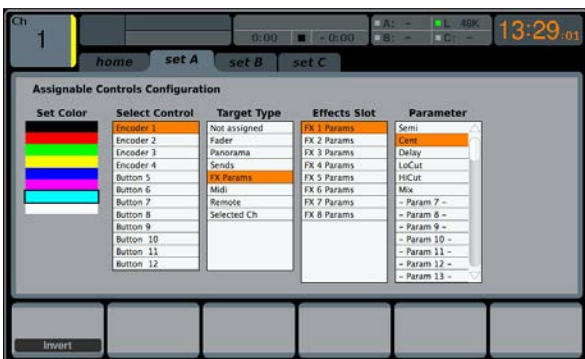 Ch
1
0:00 - 0:00
A: - L 48K
B: - C: -
13:29:01
home set A set B set C
Assignable Controls Configuration
Set Color Select Control Target Type Effects Slot Parameter
Encoder 1 Not assigned FX 1 Params Semi
Encoder 2 Fader FX 2 Params Cent
Encoder 3 Panorama FX 3 Params Delay
Encoder 4 Sends FX 4 Params LoCut
Button 5 FX Params FX 5 Params HiCut
Button 6 Midi FX 6 Params Mix
Button 7 Remote FX 7 Params - Param 7 -
Button 8 Selected Ch FX 8 Params - Param 8 -
Button 9 - Param 9 -
Button 10 - Param 10 -
Button 11 - Param 11 -
Button 12 - Param 12 -
- Param 13 -
Invert